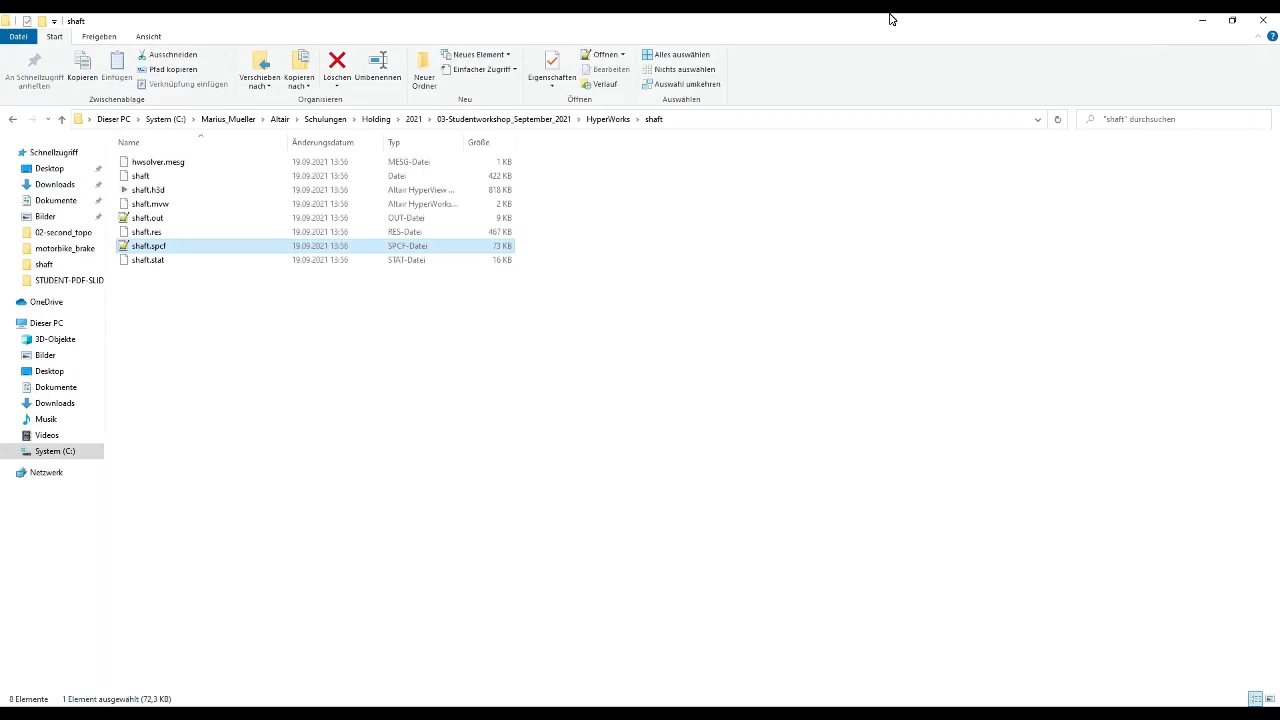 shaft
Datei Start Freigeben Ansicht
An Schnellzugriff anheften
Kopieren
Einfügen
Ausschneiden
Pfad kopieren
Verknüpfung einfügen
Zwischenablage
Verschieben nach
Kopieren nach
Löschen
Umbenennen
Organisieren
Neuer Ordner
Neues Element
Einfacher Zugriff
Neu
Eigenschaften
Öffnen
Bearbeiten
Verlauf
Öffnen
Alles auswählen
Nichts auswählen
Auswahl umkehren
Auswählen
Dieser PC > System (C:) > Marius_Mueller > Altair > Schulungen > Holding > 2021 > 03-Studentworkshop_September_2021 > HyperWorks > shaft
"shaft" durchsuchen
Schnellzugriff
Desktop
Downloads
Dokumente
Bilder
02-second_topo
motorbike_brake
shaft
STUDENT-PDF-SLID
OneDrive
Dieser PC
3D-Objekte
Bilder
Desktop
Dokumente
Downloads
Musik
Videos
System (C:)
Netzwerk
Name Änderungsdatum Typ Größe
hwsolver.mesg 19.09.2021 13:56 MESG-Datei 1 KB
shaft 19.09.2021 13:56 Datei 422 KB
shaft.h3d 19.09.2021 13:56 Altair HyperView ... 818 KB
shaft.mvw 19.09.2021 13:56 Altair HyperWorks... 2 KB
shaft.out 19.09.2021 13:56 OUT-Datei 9 KB
shaft.res 19.09.2021 13:56 RES-Datei 467 KB
shaft.spcf 19.09.2021 13:56 SPCF-Datei 73 KB
shaft.stat 19.09.2021 13:56 STAT-Datei 16 KB
8 Elemente 1 Element ausgewählt (72,3 KB)